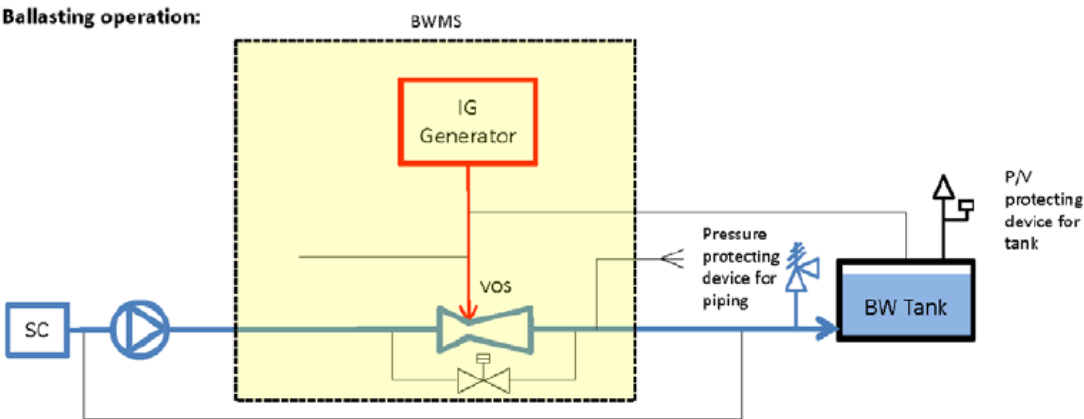 Ballasting operation:
BWMS
IG
Generator
P/V
protecting
device for
tank
Pressure
protecting
device for
piping
VOS
SC
BW Tank